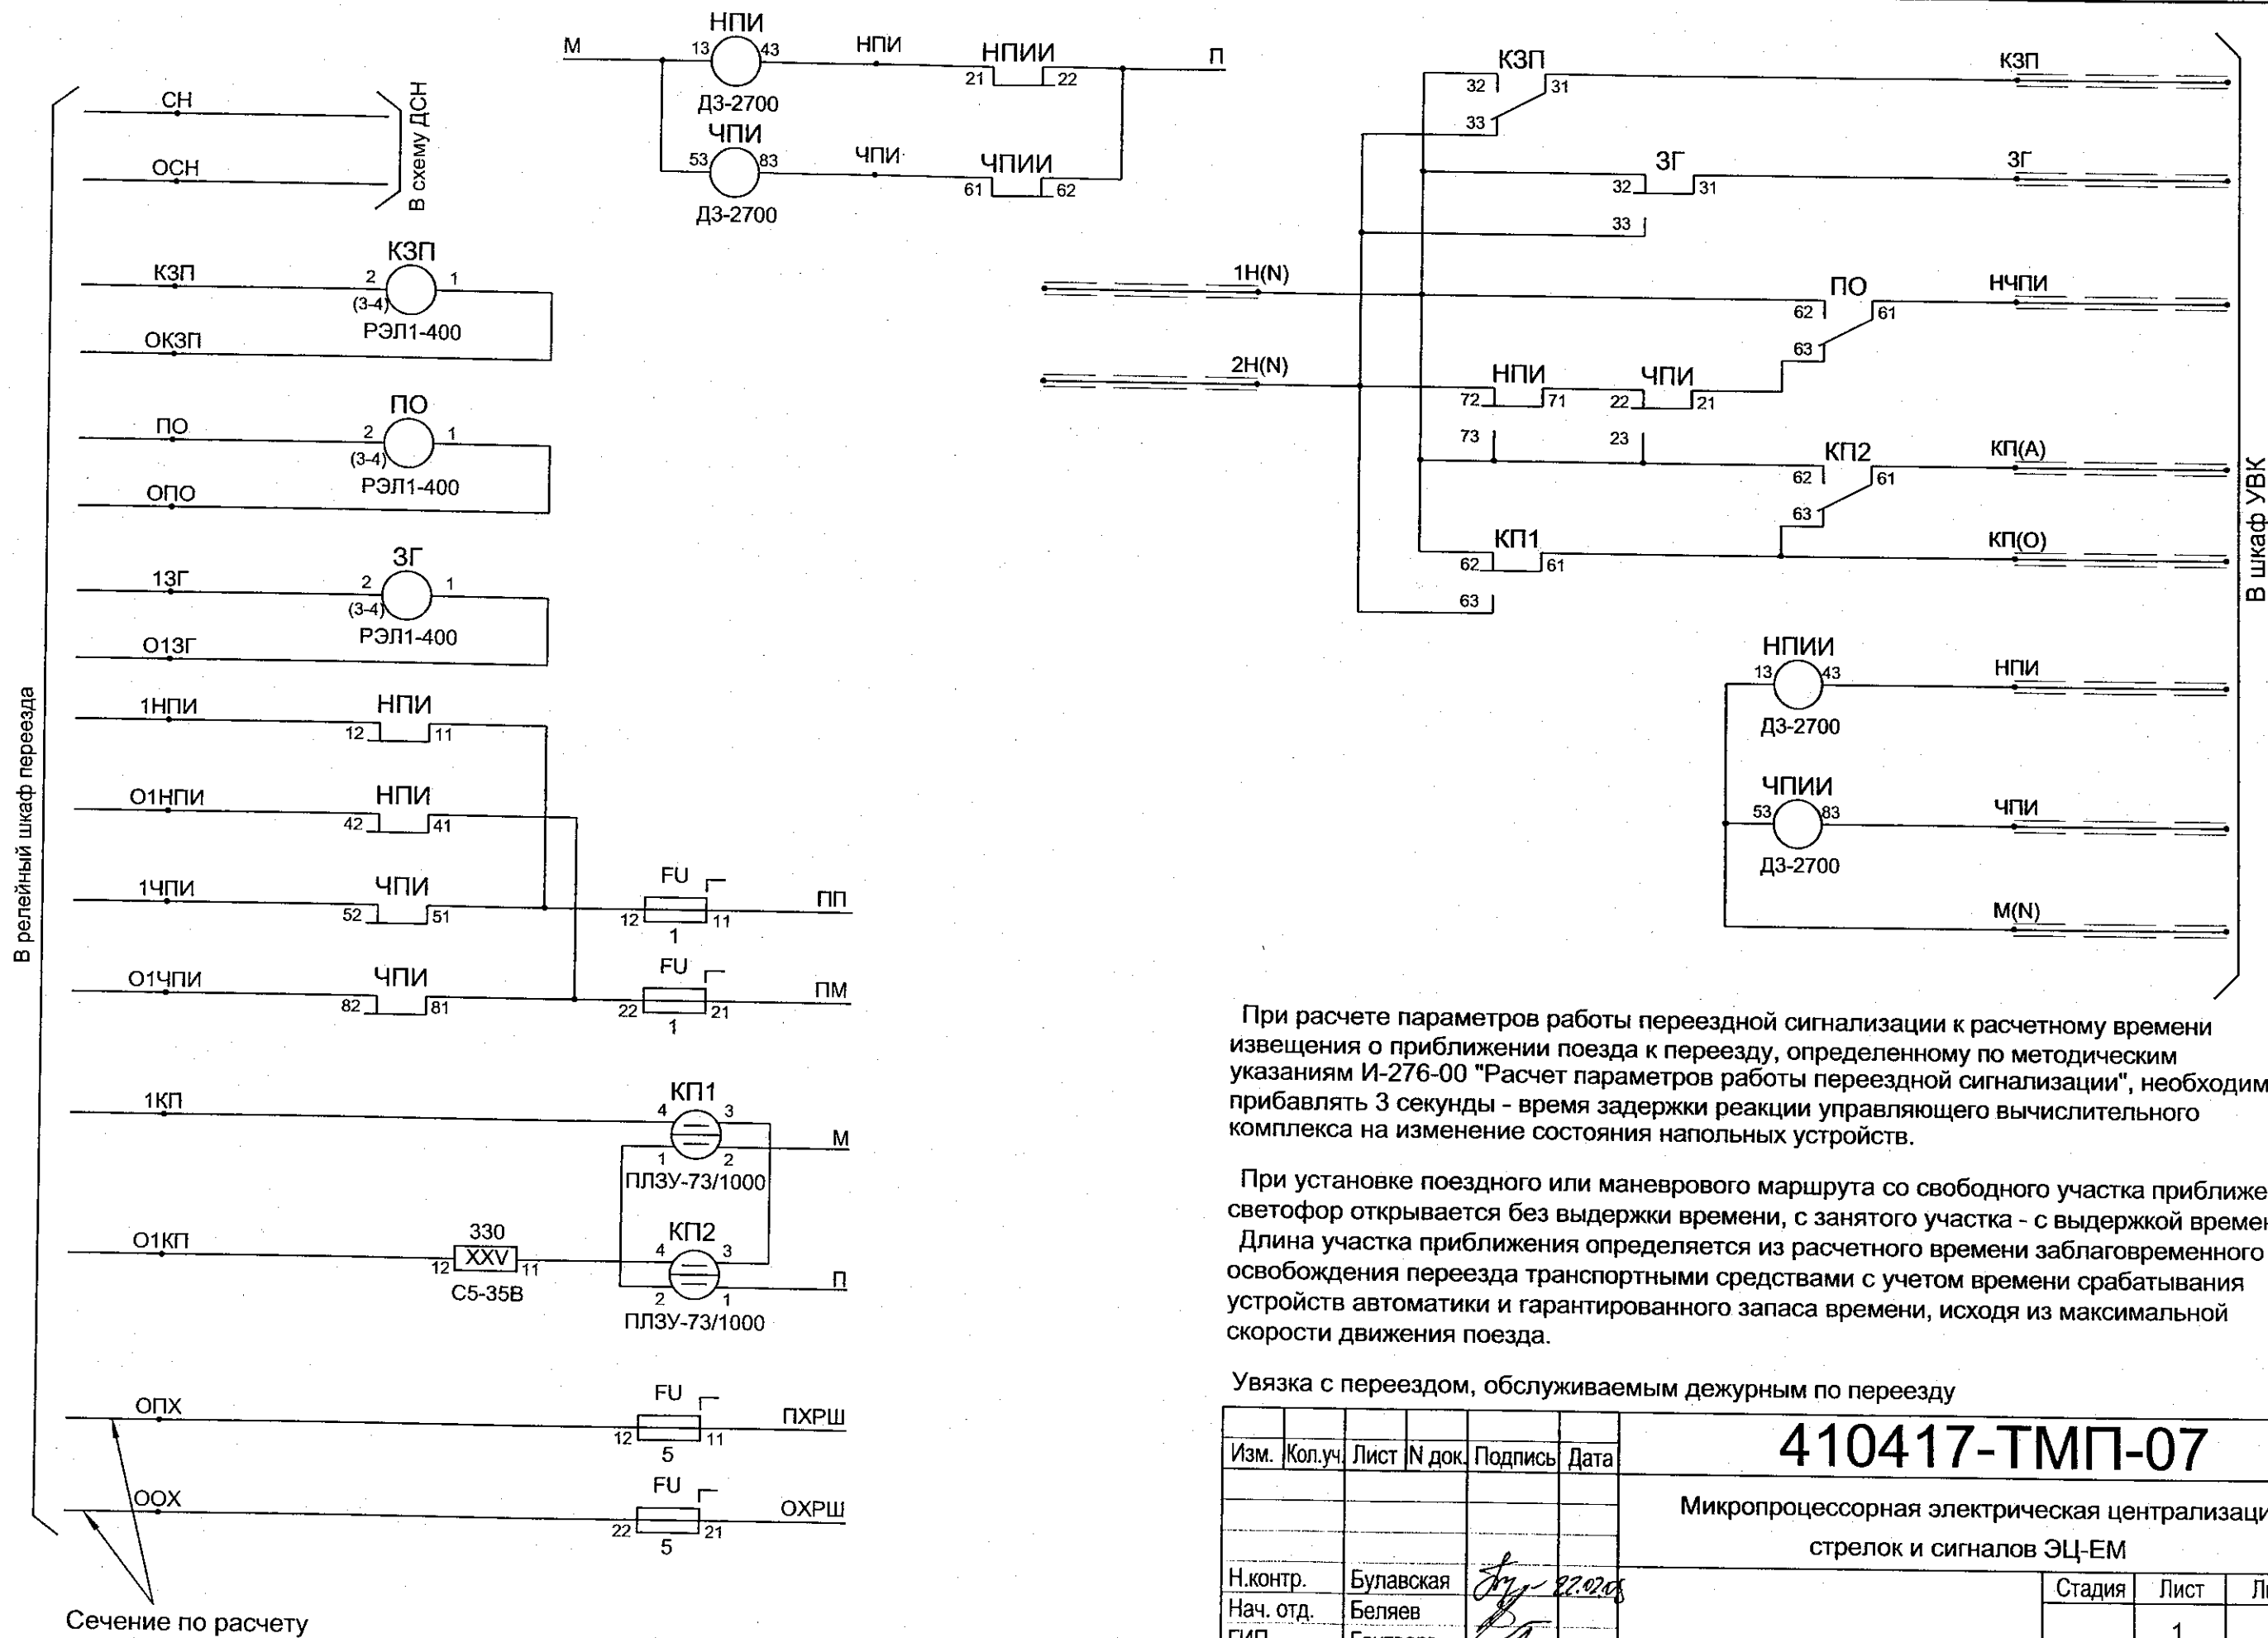 СН
ОСН
В схему ДСН
М
НПИ
13
43
Д3-2700
НПИ
НПИИ
21
22
П
ЧПИ
53
83
Д3-2700
ЧПИ
ЧПИИ
61
62
КЗП
КЗП
2
1
(3-4)
РЭЛ1-400
ОКЗП
ПО
ПО
2
1
(3-4)
РЭЛ1-400
ОПО
13Г
3Г
2
1
(3-4)
РЭЛ1-400
О13Г
1НПИ
НПИ
12
11
О1НПИ
НПИ
42
41
1ЧПИ
ЧПИ
52
51
FU
12
11
1
ПП
О1ЧПИ
ЧПИ
82
81
FU
22
21
1
ПМ
1КП
КП1
4
3
1
2
М
ПЛ3У-73/1000
О1КП
330
12
XXV
11
С5-35В
КП2
4
3
2
1
П
ПЛ3У-73/1000
ОПХ
FU
12
11
5
ПХРШ
ООХ
FU
22
21
5
ОХРШ
Сечение по расчету
В релейный шкаф переезда
КЗП
32
31
33
КЗП
3Г
32
31
33
3Г
1Н(N)
ПО
62
61
63
НЧПИ
2Н(N)
НПИ
72
71
73
ЧПИ
22
21
23
КП2
62
61
63
КП(А)
КП1
62
61
63
КП(О)
НПИИ
13
43
Д3-2700
НПИ
ЧПИИ
53
83
Д3-2700
ЧПИ
М(N)
В шкаф УВК
При расчете параметров работы переездной сигнализации к расчетному времени
извещения о приближении поезда к переезду, определенному по методическим
указаниям И-276-00 "Расчет параметров работы переездной сигнализации", необходим
прибавлять 3 секунды - время задержки реакции управляющего вычислительного
комплекса на изменение состояния напольных устройств.
При установке поездного или маневрового маршрута со свободного участка приближе
светофор открывается без выдержки времени, с занятого участка - с выдержкой времен
Длина участка приближения определяется из расчетного времени заблаговременного
освобождения переезда транспортными средствами с учетом времени срабатывания
устройств автоматики и гарантированного запаса времени, исходя из максимальной
скорости движения поезда.
Увязка с переездом, обслуживаемым дежурным по переезду
Изм. Кол.уч. Лист N док. Подпись Дата
410417-ТМП-07
Микропроцессорная электрическая централизаци
стрелок и сигналов ЭЦ-ЕМ
Н.контр. Булавская 22.02.08
Нач. отд. Беляев
Стадия Лист
1